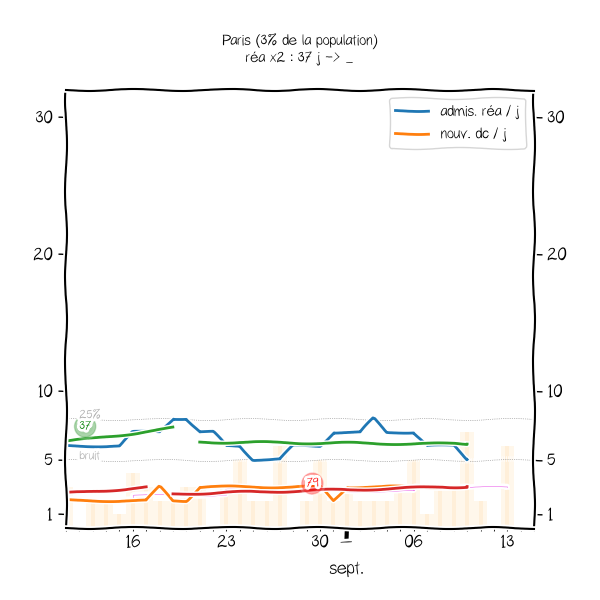 Paris (3% de la population)
réa x2 : 37 j -> _
admis. réa / j
nouv. dc / j
30 30
20 20
10 10
25%
37
5 5
bruit
79
1 1
16 23 30 _ 06 13
sept.